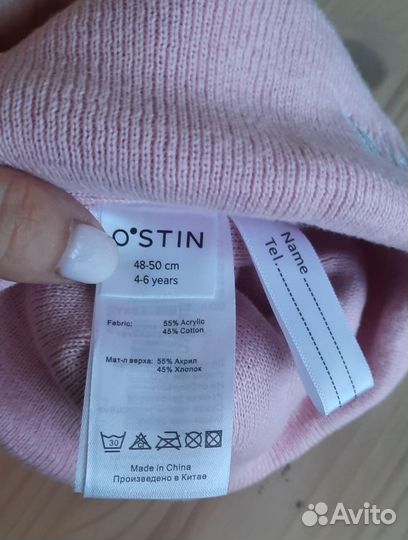 O'STIN
48-50 cm
4-6 years
Fabric: 55% Acrylic
45% Cotton
Мат-л верха: 55% Акрил
45% Хлопок
30
Made in China
Произведено в Китае
Name
Tel.
Avito